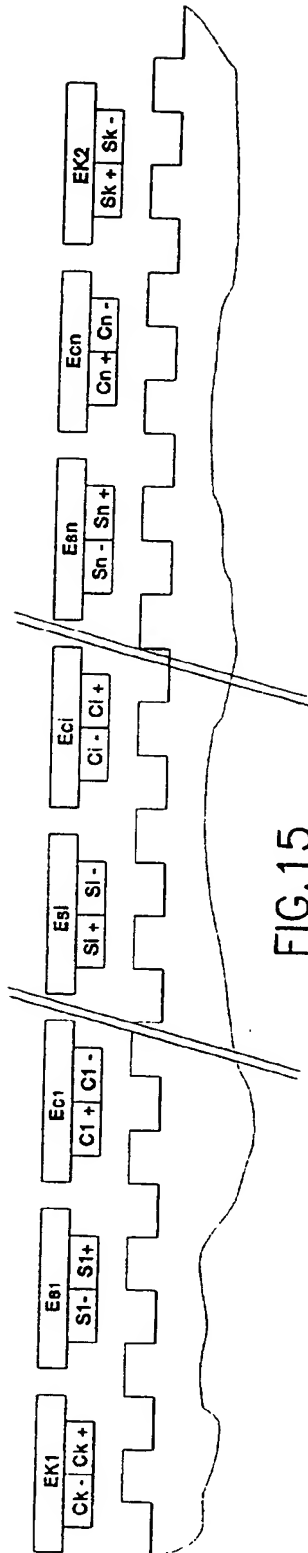 EK1
Ck - Ck +
Es1
S1- S1+
Ec1
C1 + C1 -
Esi
Si + Si -
Eci
Ci - Ci +
Esn
Sn - Sn +
Ecn
Cn + Cn -
EK2
Sk + Sk -
FIG.15